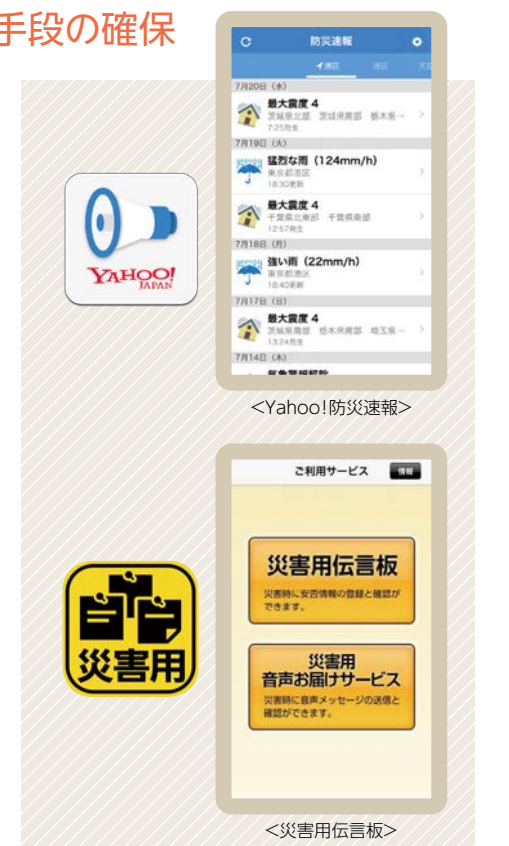 手段の確保
防災速報
港区
港区
7月20日（水）
最大震度 4
茨城県北部 茨城県南部 栃木県…
7:25発生
7月19日（火）
猛烈な雨（124mm/h）
東京都港区
18:30更新
最大震度 4
千葉県北東部 千葉県南部
12:57発生
7月18日（月）
強い雨（22mm/h）
東京都港区
18:40更新
7月17日（日）
最大震度 4
茨城県南部 栃木県南部 埼玉県…
13:24発生
7月14日（木）
気象警報解除
YAHOO!
JAPAN
<Yahoo!防災速報>
ご利用サービス 情報
災害用伝言板
災害時に安否情報の登録と確認が
できます。
災害用
音声お届けサービス
災害時に音声メッセージの送信と
確認ができます。
災害用
<災害用伝言板>